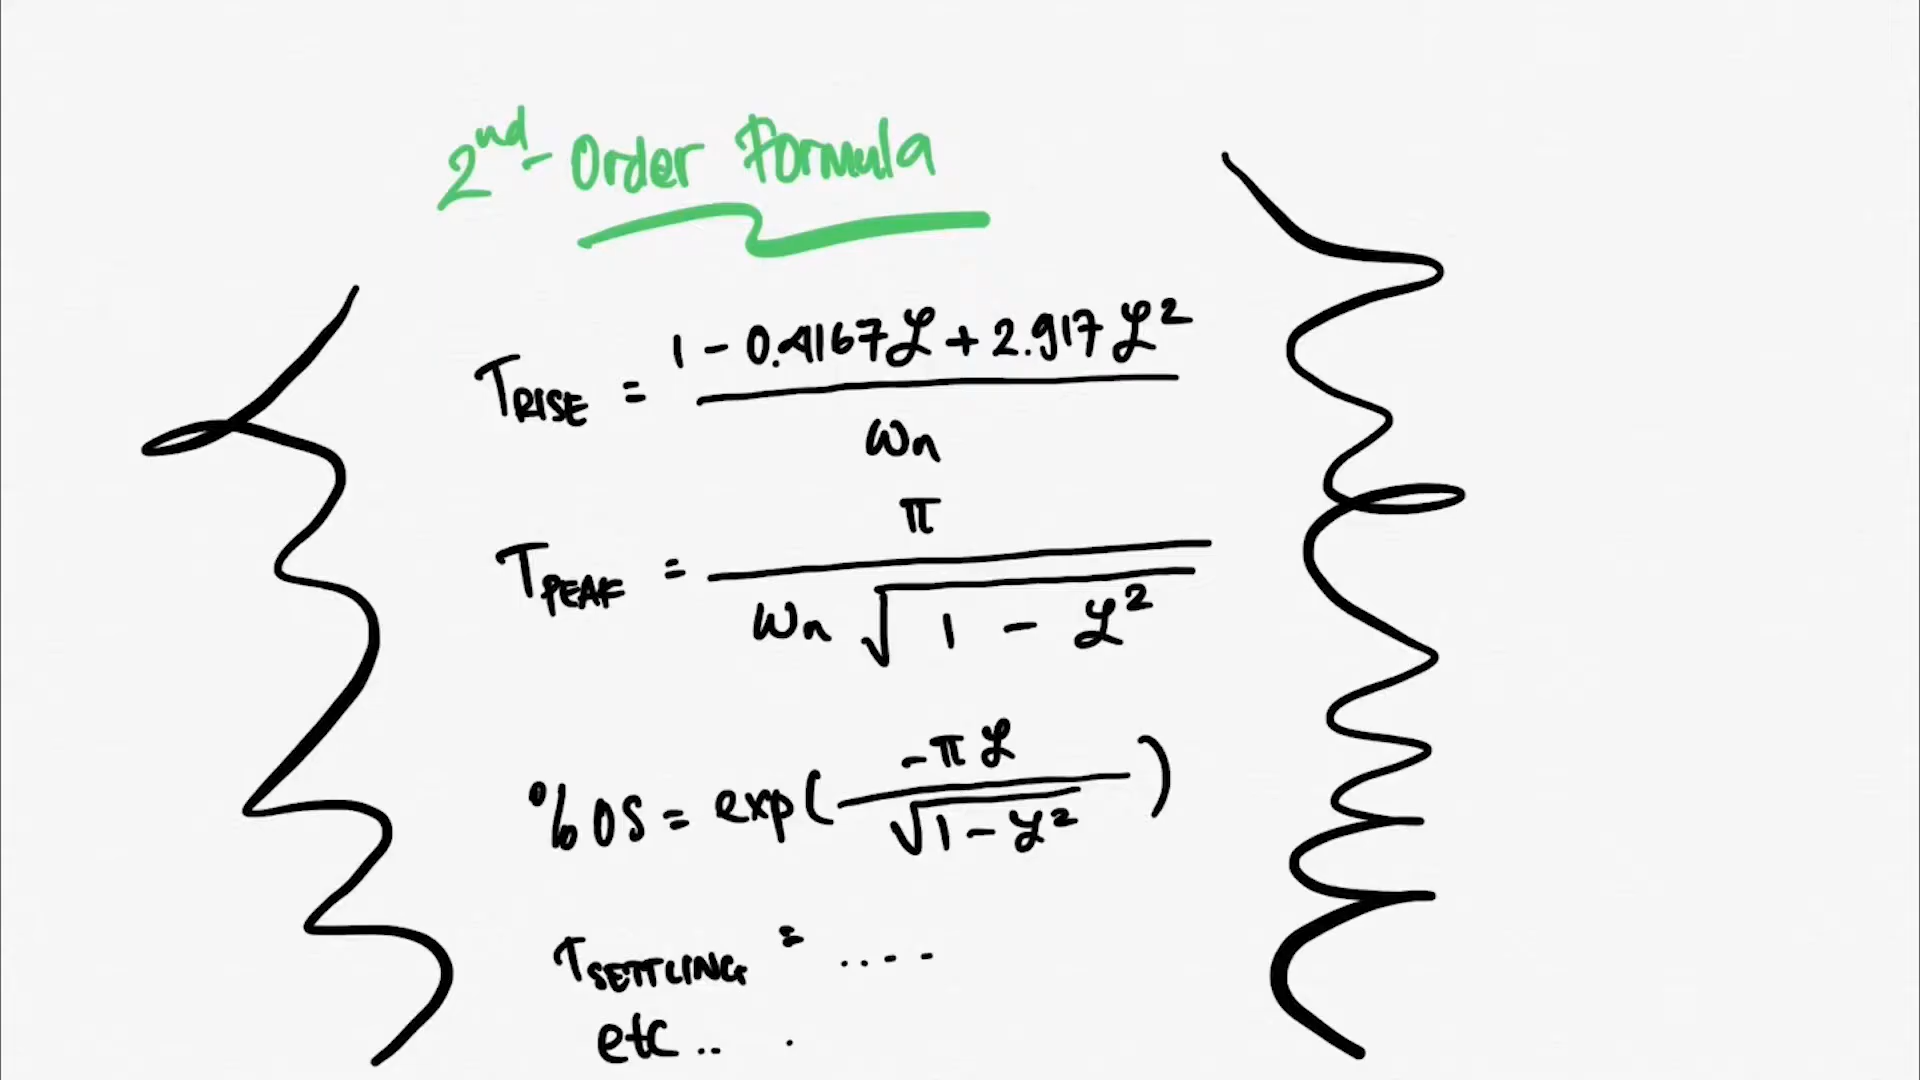 2nd-Order Formula
TRISE = 1 - 0.4167ζ + 2.917ζ²
ωn
TPEAK = π
ωn √1 - ζ²
%OS = exp( -πζ
√1 - ζ² )
TSETTLING = ....
etc.. .